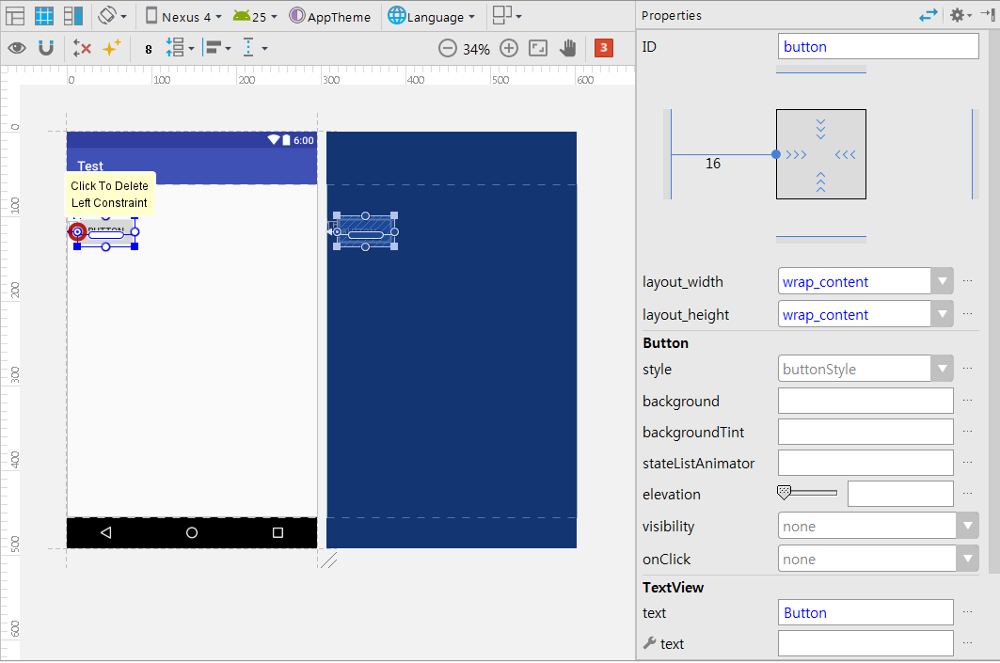 Nexus 4
25
AppTheme
Language
8
34%
3
0
100
200
300
400
500
600
0
100
200
300
400
500
600
6:00
Test
Click To Delete
Left Constraint
BUTTON
Properties
ID
button
16
layout_width
wrap_content
layout_height
wrap_content
Button
style
buttonStyle
background
backgroundTint
stateListAnimator
elevation
visibility
none
onClick
none
TextView
text
Button
text